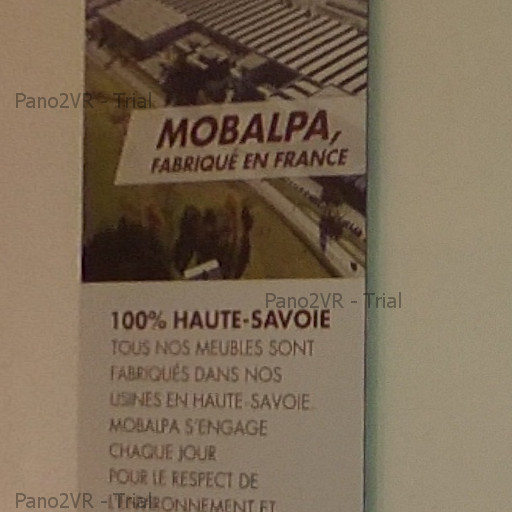 Pano2VR - Trial
MOBALPA,
FABRIQUÉ EN FRANCE
Pano2VR - Trial
100% HAUTE-SAVOIE
TOUS NOS MEUBLES SONT
FABRIQUÉS DANS NOS
USINES EN HAUTE-SAVOIE.
MOBALPA S'ENGAGE
CHAQUE JOUR
POUR LE RESPECT DE
Pano2VR - Trial
L'ENVIRONNEMENT ET